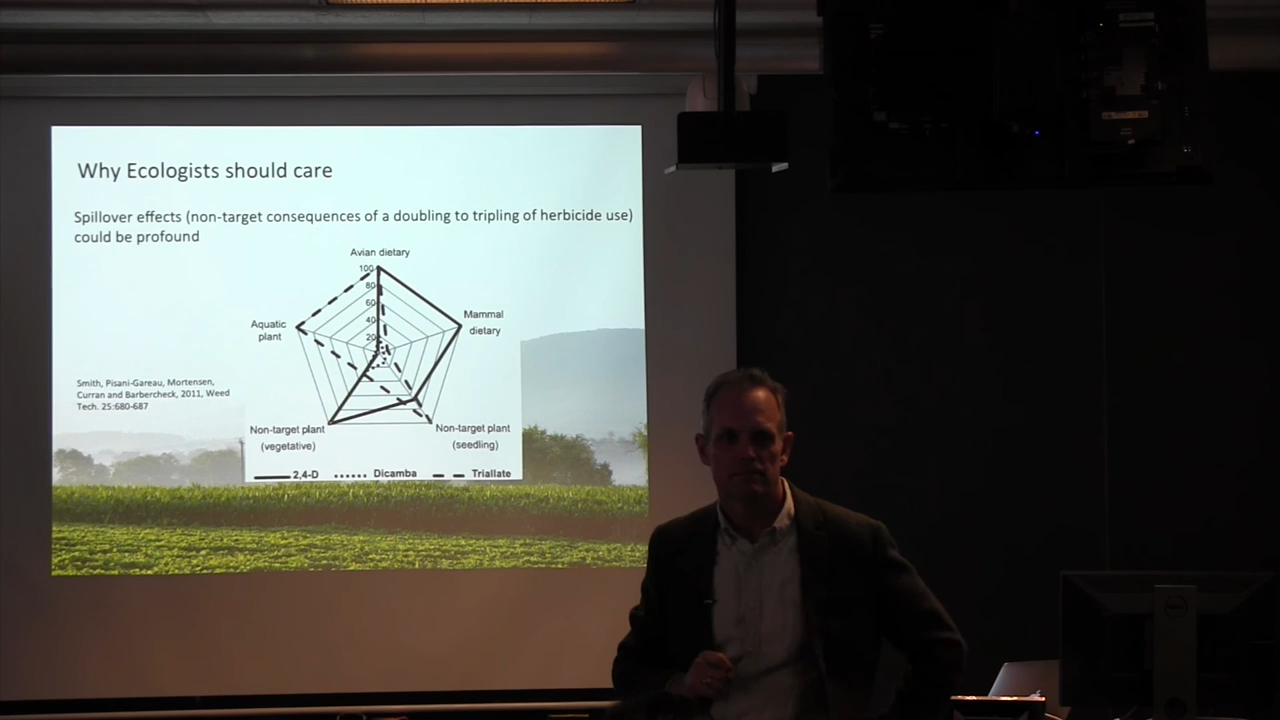 Why Ecologists should care
Spillover effects (non-target consequences of a doubling to tripling of herbicide use)
could be profound
Avian dietary
100
80
60
40
20
Aquatic
plant
Mammal
dietary
Smith, Pisani-Gareau, Mortensen,
Curran and Barbercheck, 2011, Weed
Tech. 25:680-687
Non-target plant
(vegetative)
Non-target plant
(seedling)
2,4-D
Dicamba
Triallate